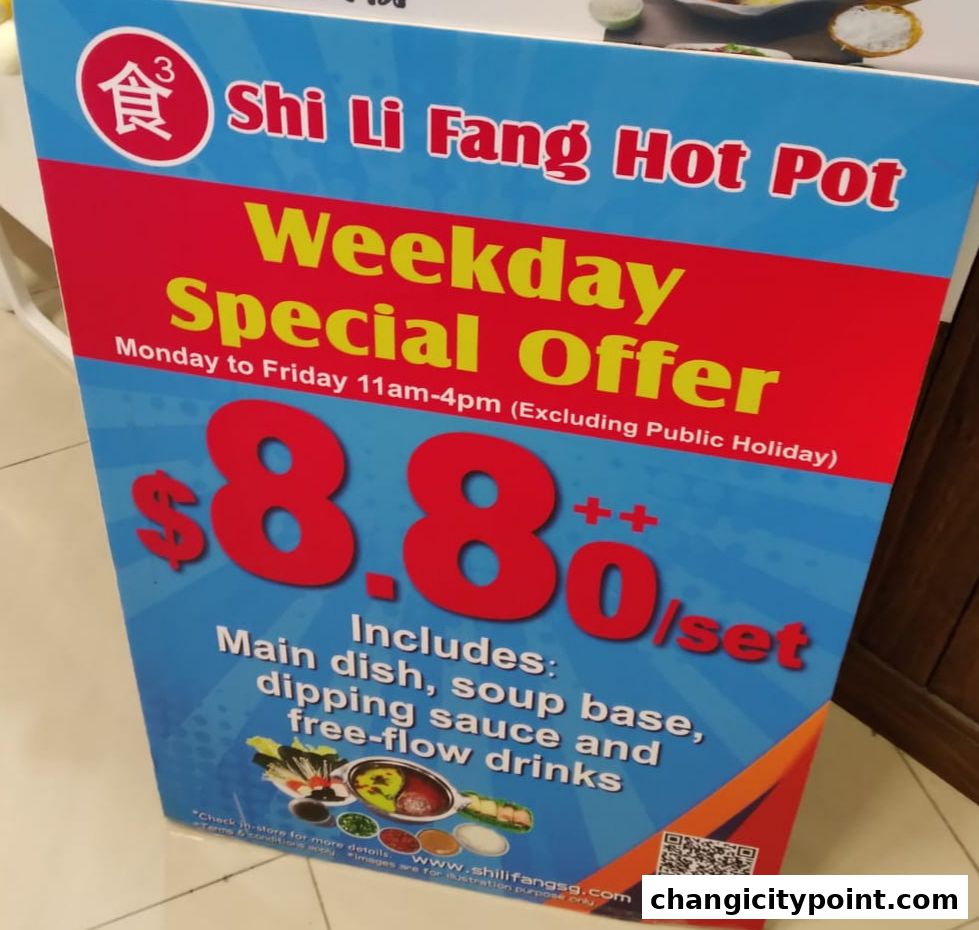 食3
Shi Li Fang Hot Pot
Weekday
Special Offer
Monday to Friday 11am-4pm (Excluding Public Holiday)
$8.80++/set
Includes:
Main dish, soup base,
dipping sauce and
free-flow drinks
*Check in-store for more details.
*Terms & conditions apply. *Images are for illustration purpose only.
www.shilifangsg.com
changicitypoint.com